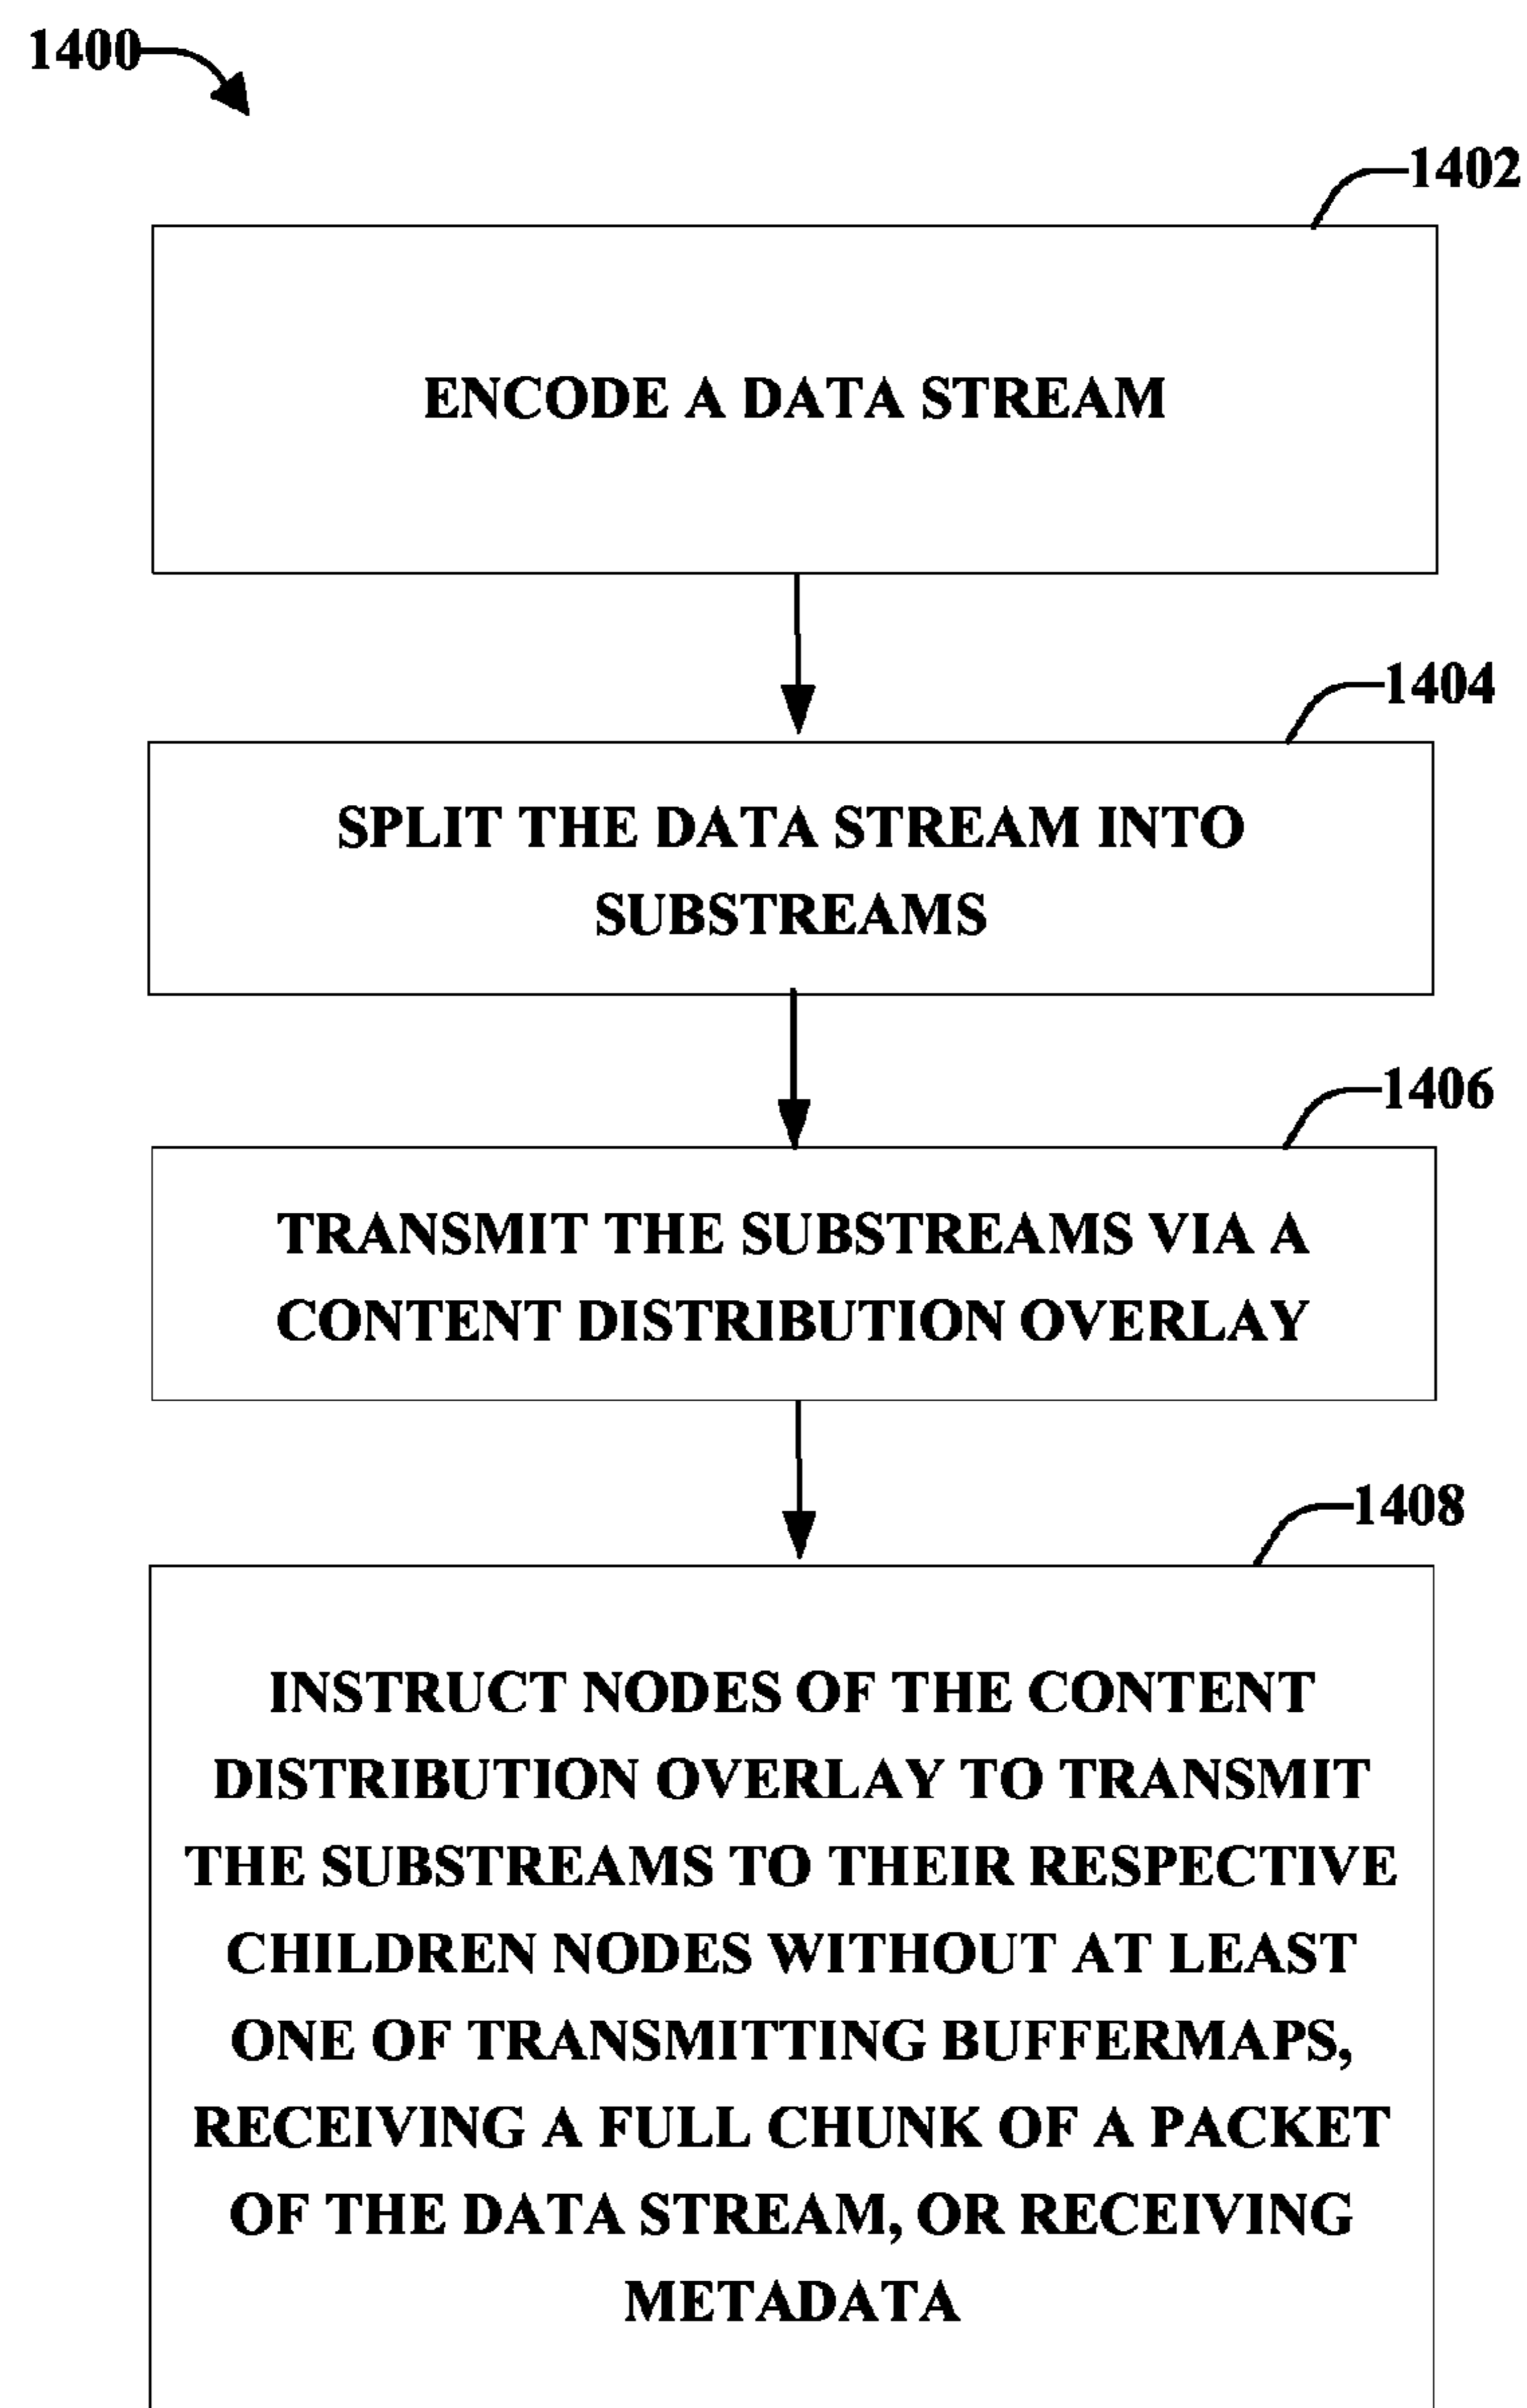 1400
1402
ENCODE A DATA STREAM
1404
SPLIT THE DATA STREAM INTO
SUBSTREAMS
1406
TRANSMIT THE SUBSTREAMS VIA A
CONTENT DISTRIBUTION OVERLAY
1408
INSTRUCT NODES OF THE CONTENT
DISTRIBUTION OVERLAY TO TRANSMIT
THE SUBSTREAMS TO THEIR RESPECTIVE
CHILDREN NODES WITHOUT AT LEAST
ONE OF TRANSMITTING BUFFERMAPS,
RECEIVING A FULL CHUNK OF A PACKET
OF THE DATA STREAM, OR RECEIVING
METADATA